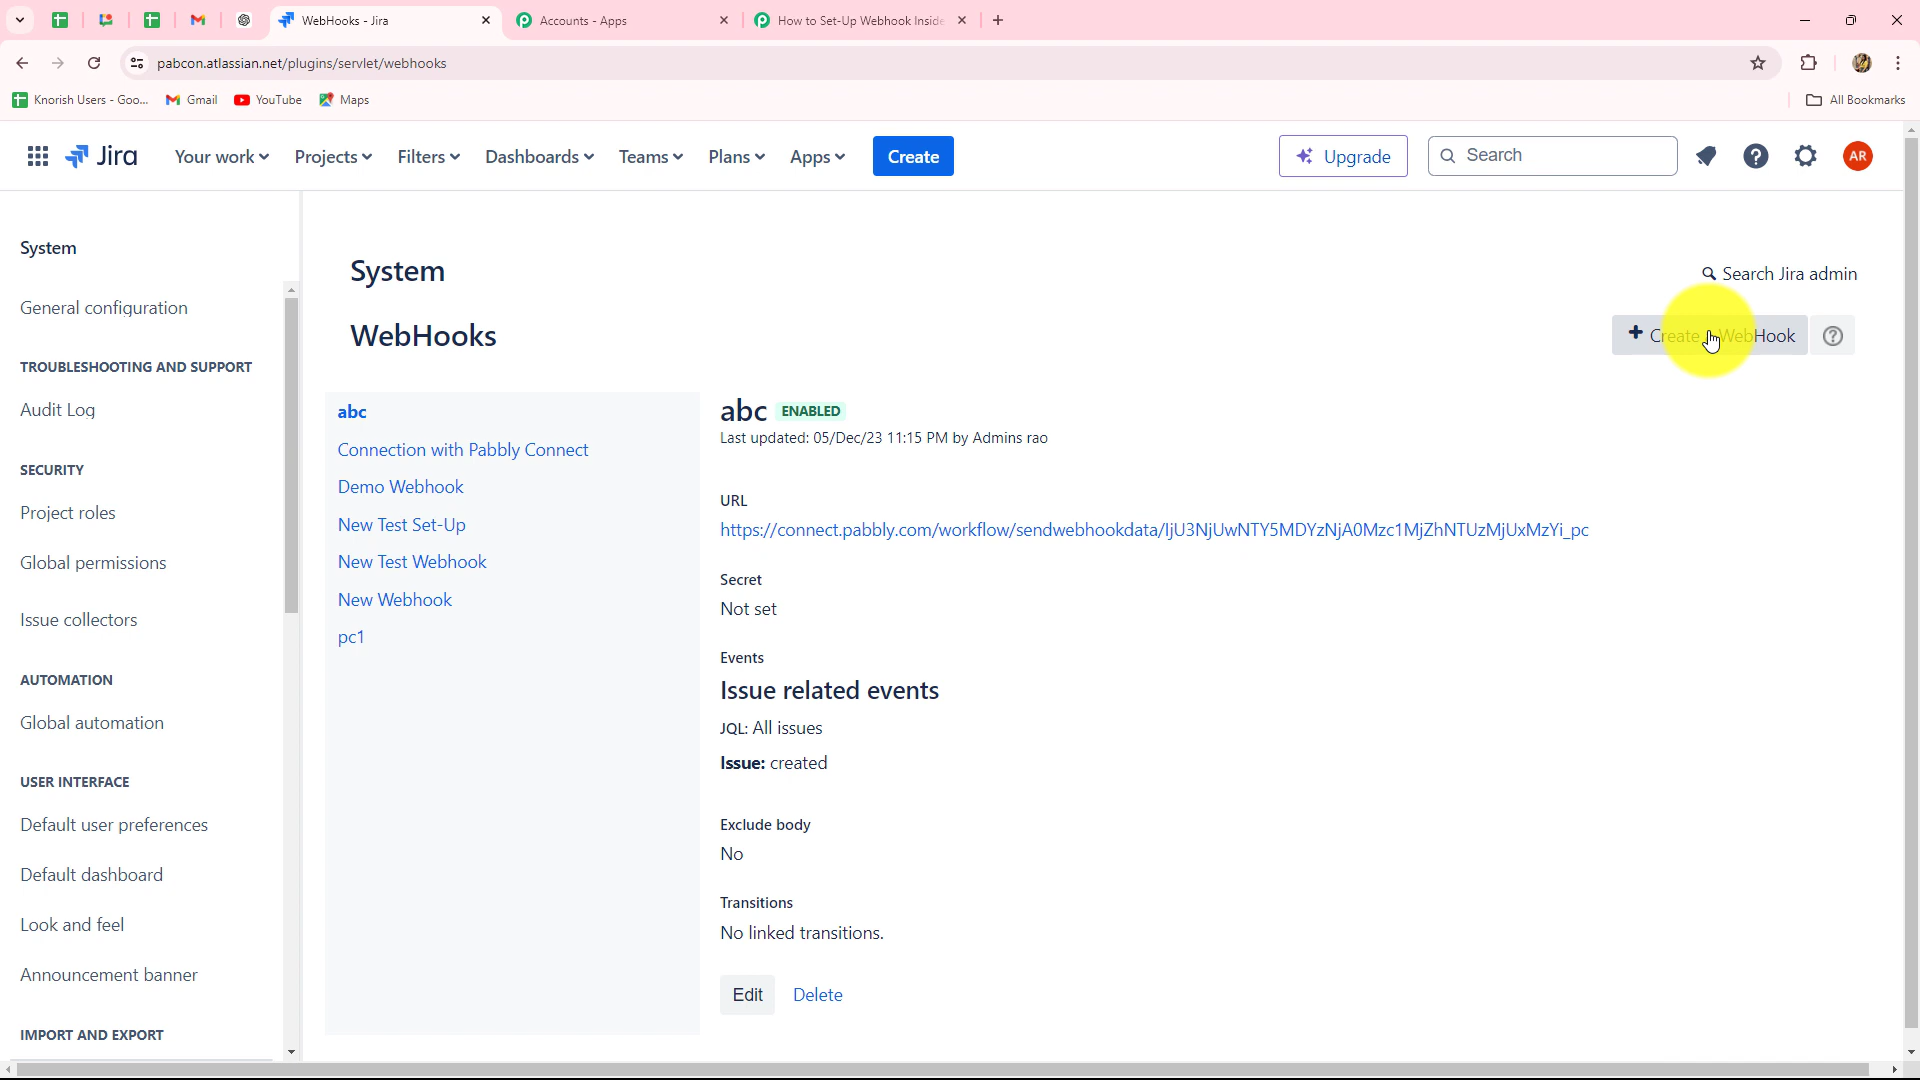 WebHooks - Jira
Accounts - Apps
How to Set-Up Webhook Insid
pabcon.atlassian.net/plugins/servlet/webhooks
Knorish Users - Goo...
Gmail
YouTube
Maps
All Bookmarks
Jira
Your work
Projects
Filters
Dashboards
Teams
Plans
Apps
Create
Upgrade
Search
AR
System
General configuration
TROUBLESHOOTING AND SUPPORT
Audit Log
SECURITY
Project roles
Global permissions
Issue collectors
AUTOMATION
Global automation
USER INTERFACE
Default user preferences
Default dashboard
Look and feel
Announcement banner
IMPORT AND EXPORT
System
Search Jira admin
WebHooks
+ Create WebHook
abc
Connection with Pabbly Connect
Demo Webhook
New Test Set-Up
New Test Webhook
New Webhook
pc1
abc ENABLED
Last updated: 05/Dec/23 11:15 PM by Admins rao
URL
https://connect.pabbly.com/workflow/sendwebhookdata/IjU3NjUwNTY5MDYzNjA0Mzc1MjZhNTUzMjUxMzYi_pc
Secret
Not set
Events
Issue related events
JQL: All issues
Issue: created
Exclude body
No
Transitions
No linked transitions.
Edit
Delete